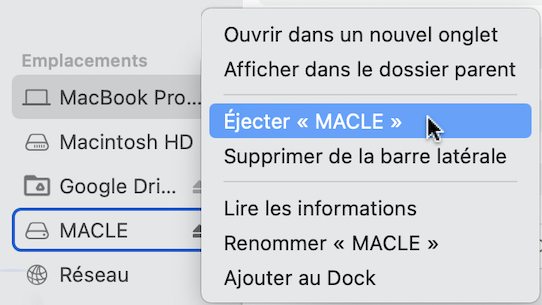 Emplacements
MacBook Pro...
Macintosh HD
Google Dri...
MACLE
Réseau
Ouvrir dans un nouvel onglet
Afficher dans le dossier parent
Éjecter « MACLE »
Supprimer de la barre latérale
Lire les informations
Renommer « MACLE »
Ajouter au Dock